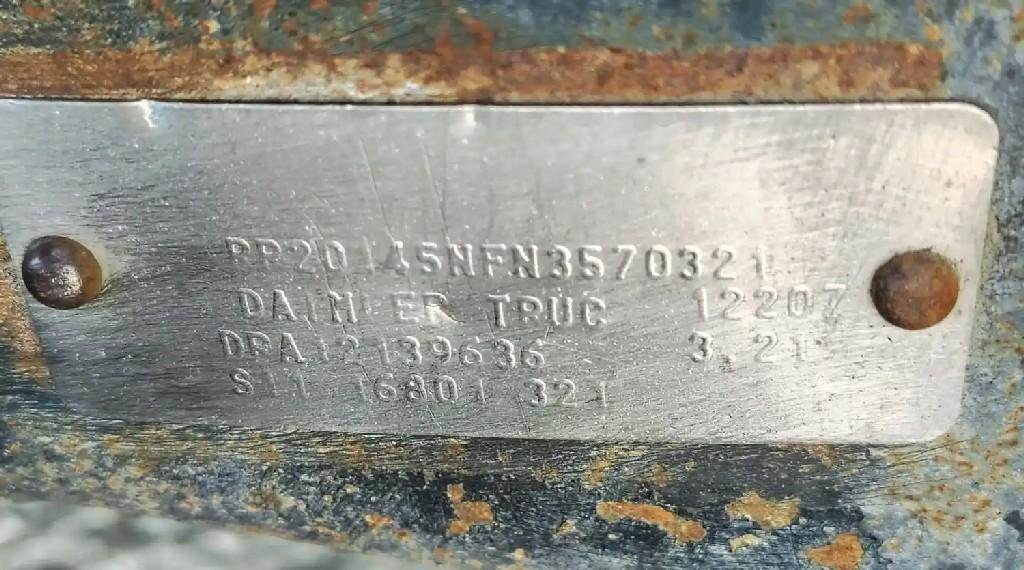 RR20145NFN3570321
DAIMLER TRUC 12207
DRA12139636 3.21
S11 16801 321